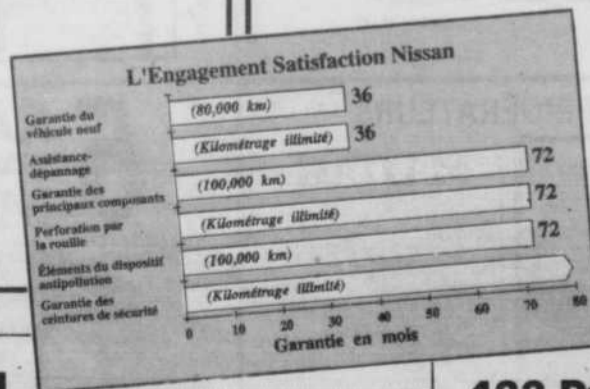 L'Engagement Satisfaction Nissan
Garantie du
véhicule neuf
(80,000 km)
36
Assistance-
dépannage
(Kilométrage illimité)
36
Garantie des
principaux composants
(100,000 km)
72
Perforation par
la rouille
(Kilométrage illimité)
72
Éléments du dispositif
antipollution
(100,000 km)
72
Garantie des
ceintures de sécurité
(Kilométrage illimité)
0 10 20 30 40 50 60 70 80
Garantie en mois